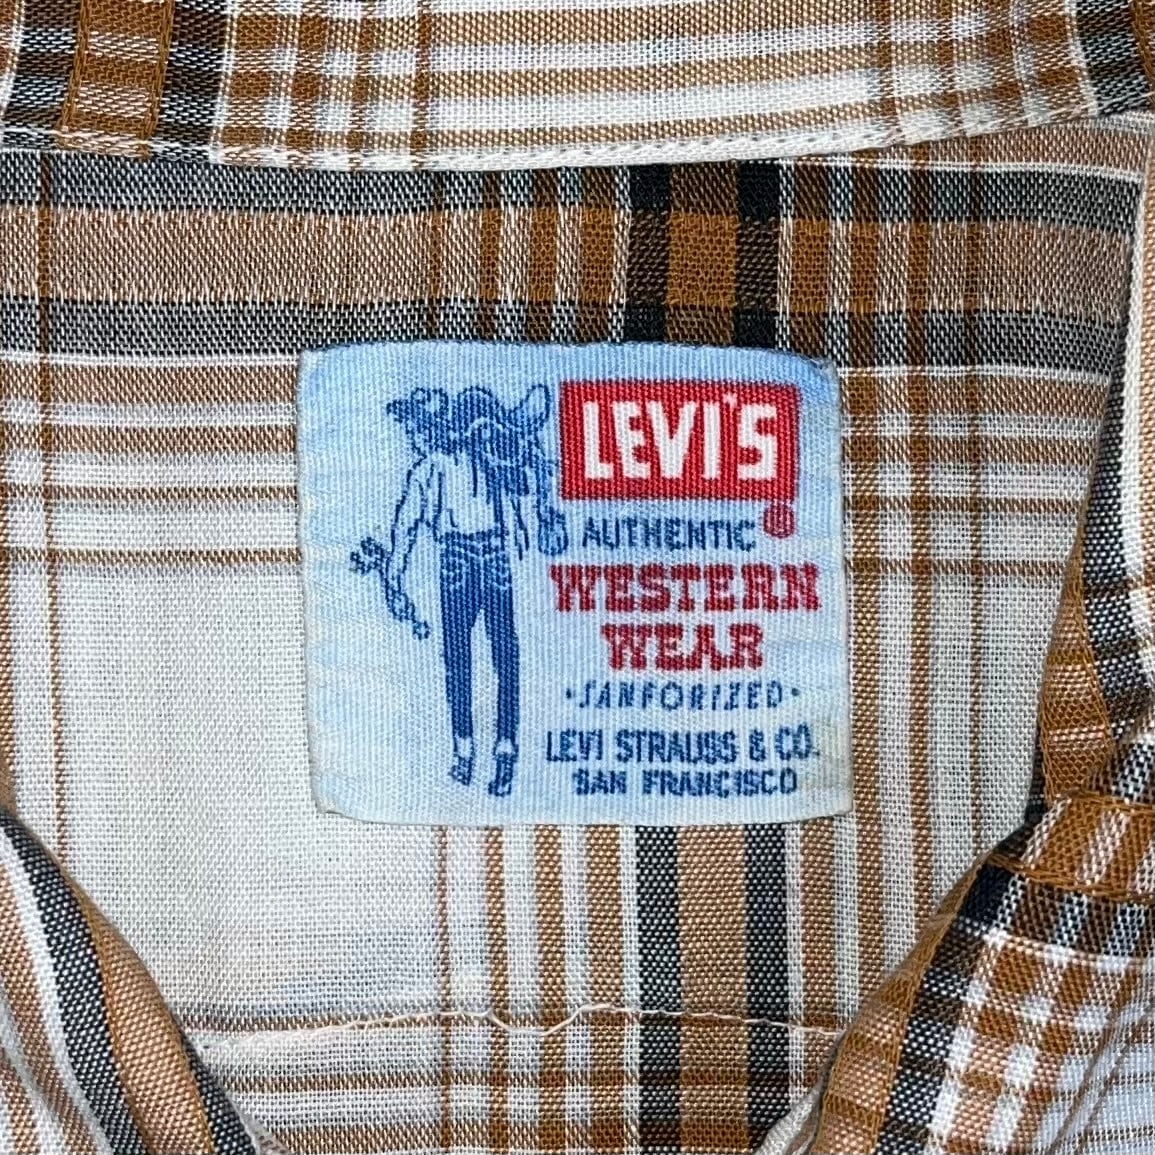 LEVI'S
AUTHENTIC
WESTERN
WEAR
·SANFORIZED·
LEVI STRAUSS & CO.
SAN FRANCISCO